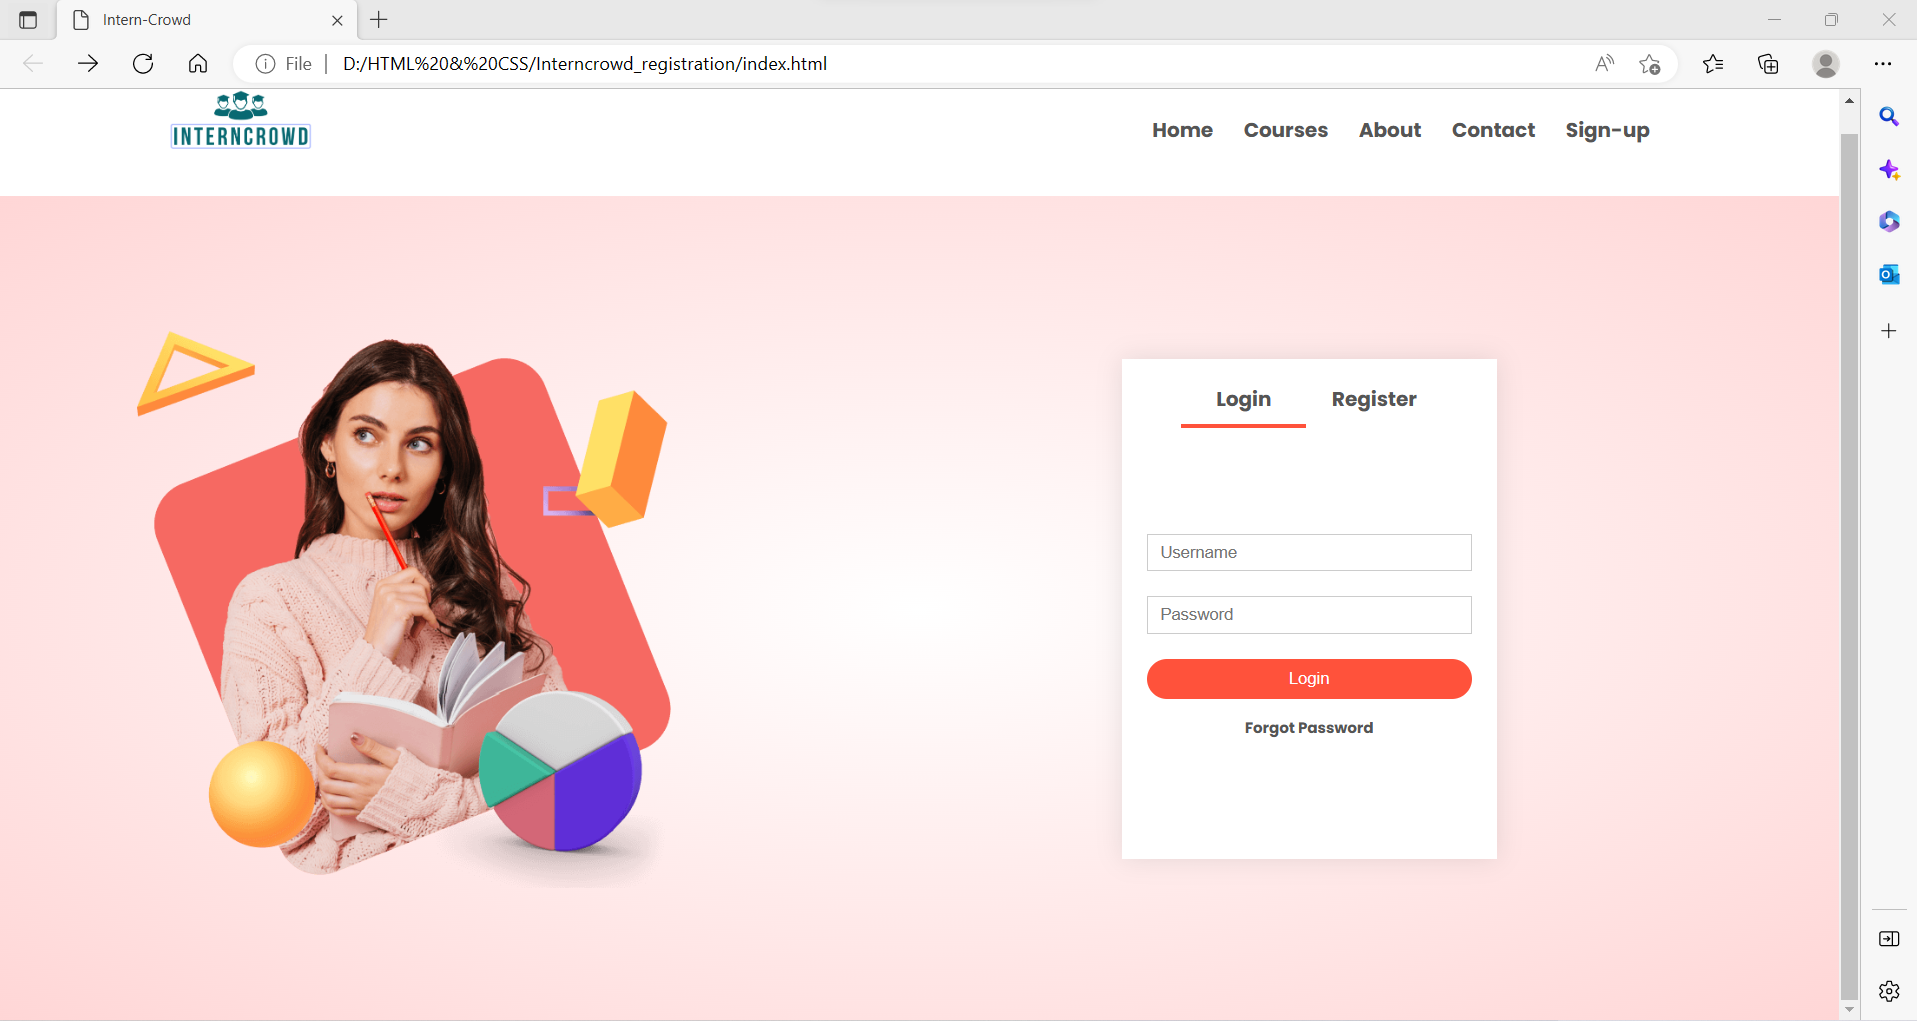 Intern-Crowd
File
D:/HTML%20&%20CSS/Interncrowd_registration/index.html
INTERNCROWD
Home Courses About Contact Sign-up
Login Register
Username
Password
Login
Forgot Password